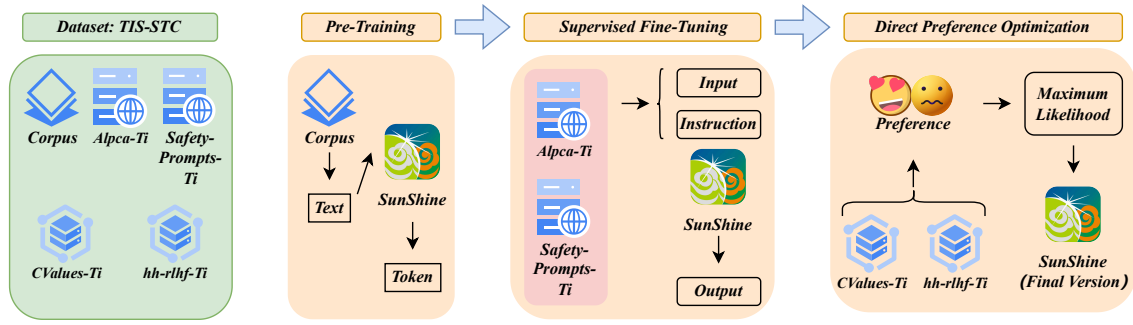 Dataset: TIS-STC
Corpus
Alpca-Ti
Safety-
Prompts-
Ti
CValues-Ti
hh-rlhf-Ti
Pre-Training
Corpus
Text
SunShine
Token
Supervised Fine-Tuning
Alpca-Ti
Safety-
Prompts-
Ti
Input
Instruction
SunShine
Output
Direct Preference Optimization
Preference
CValues-Ti
hh-rlhf-Ti
Maximum
Likelihood
SunShine
(Final Version)